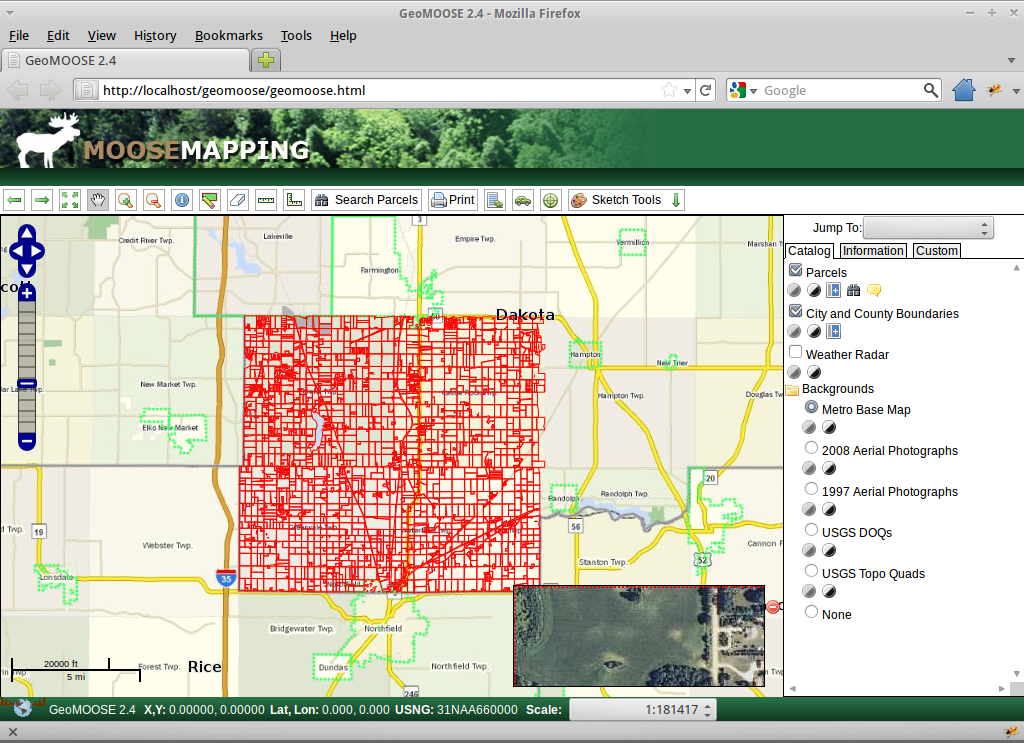 GeoMOOSE 2.4 - Mozilla Firefox
File Edit View History Bookmarks Tools Help
GeoMOOSE 2.4
http://localhost/geomoose/geomoose.html
Google
MOOSEMAPPING
Search Parcels
Print
Sketch Tools
Jump To:
Catalog Information Custom
Parcels
City and County Boundaries
Weather Radar
Backgrounds
Metro Base Map
2008 Aerial Photographs
1997 Aerial Photographs
USGS DOQs
USGS Topo Quads
None
3
Credit River Twp.
Lakeville
Empire Twp.
Vermillion
Marshan T
Farmington
cott
50
Dakota
Hampton
New Trier
New Market Twp.
Hampton Twp.
Douglas Tw
Elko New Market
20
Randolph
Randolph Twp.
19
56
d Twp.
Webster Twp.
Cannon F
52
Stanton Twp.
Lonsdale
35
Bridgewater Twp.
Northfield
20000 ft
5 mi
Forest Twp.
Rice
Dundas
Northfield Twp.
246
GeoMOOSE 2.4 X,Y: 0.00000, 0.00000 Lat, Lon: 0.000, 0.000 USNG: 31NAA660000 Scale: 1:181417